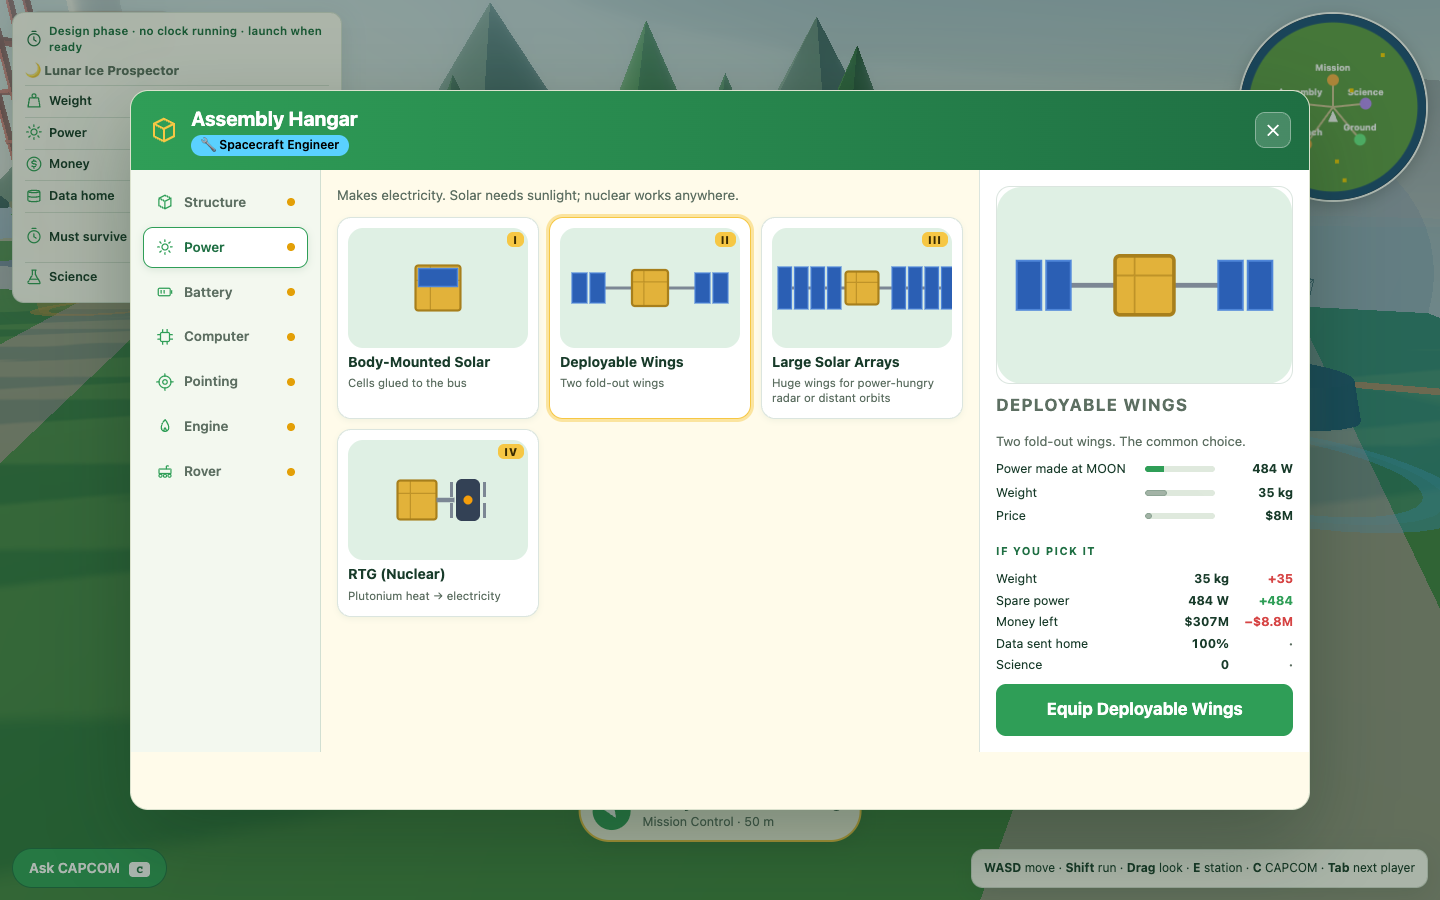 Design phase · no clock running · launch when
ready
Lunar Ice Prospector
Weight
Power
Money
Data home
Must survive
Science
Assembly Hangar
🔧 Spacecraft Engineer
Structure
Power
Battery
Computer
Pointing
Engine
Rover
Makes electricity. Solar needs sunlight; nuclear works anywhere.
I
Body-Mounted Solar
Cells glued to the bus
II
Deployable Wings
Two fold-out wings
III
Large Solar Arrays
Huge wings for power-hungry
radar or distant orbits
IV
RTG (Nuclear)
Plutonium heat → electricity
DEPLOYABLE WINGS
Two fold-out wings. The common choice.
Power made at MOON 484 W
Weight 35 kg
Price $8M
IF YOU PICK IT
Weight 35 kg +35
Spare power 484 W +484
Money left $307M −$8.8M
Data sent home 100% ·
Science 0 ·
Equip Deployable Wings
Mission
Science
Ground
Mission Control · 50 m
Ask CAPCOM C
WASD move · Shift run · Drag look · E station · C CAPCOM · Tab next player